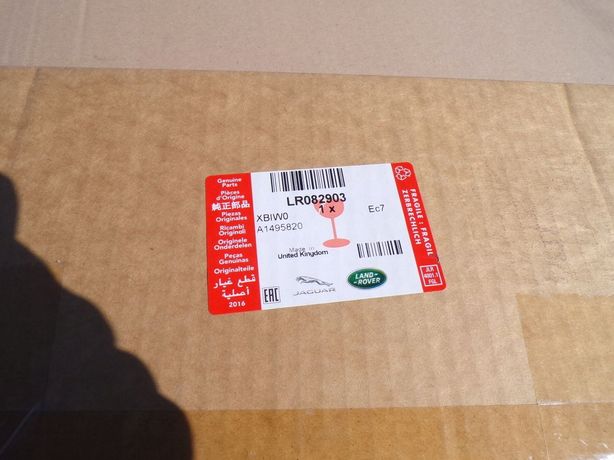 Genuine
Parts
Pièces
d'Origine
純正部品
Piezas
Originales
Ricambi
Originali
Originele
Onderdelen
Peças
Genuínas
Originalteile
قطع غيار
أصلية
2016
LR082903
1 x
XBIW0
Ec7
A1495820
Made in
United Kingdom
EAC
JAGUAR
LAND-
ROVER
FRAGILE : FRAGIL
ZERBRECHLICH